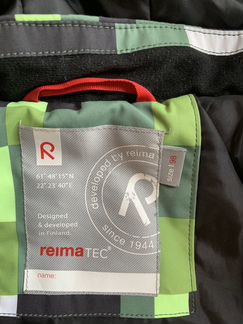 R
61° 48' 15" N
22° 23' 40" E
developed by reima
since 1944
R
size 98
Designed
& developed
in Finland.
reimaTEC®
name: